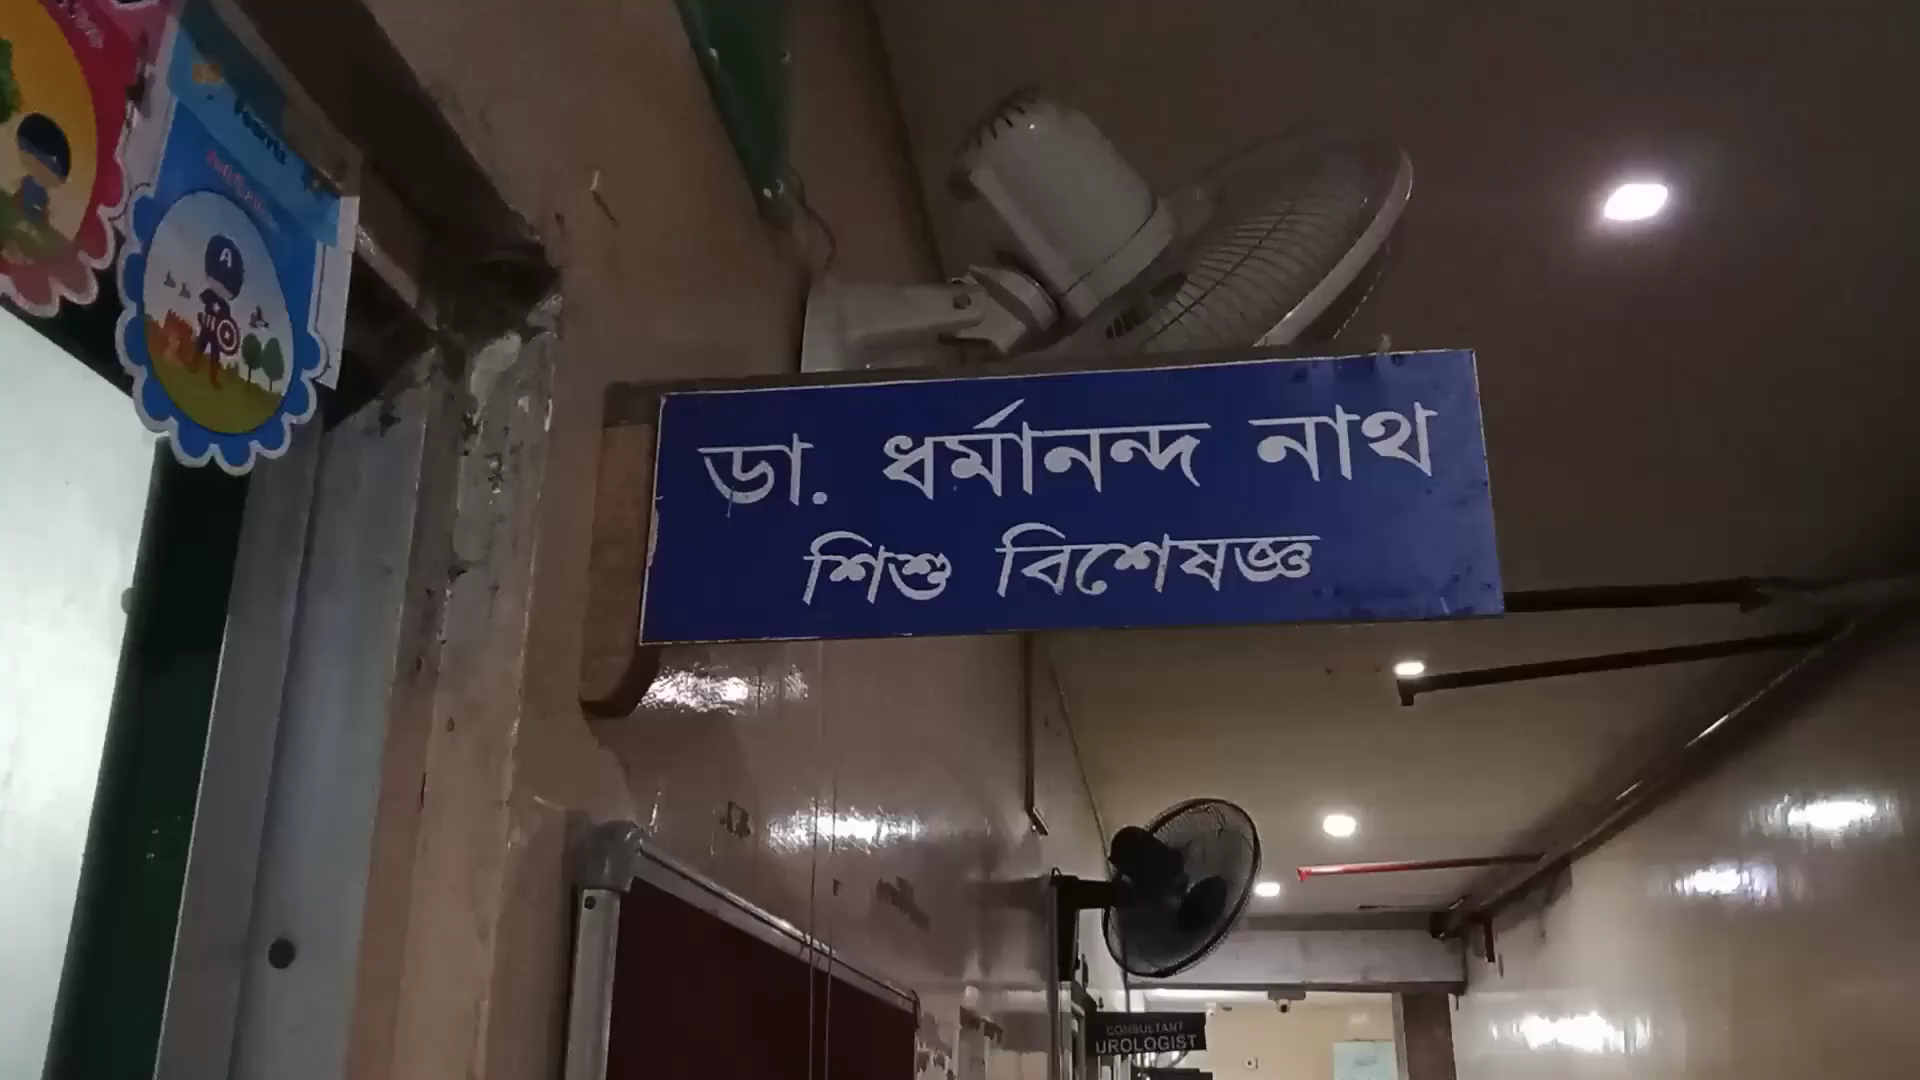 ডা. ধর্মানন্দ নাথ
শিশু বিশেষজ্ঞ
CONSULTANT
UROLOGIST
A